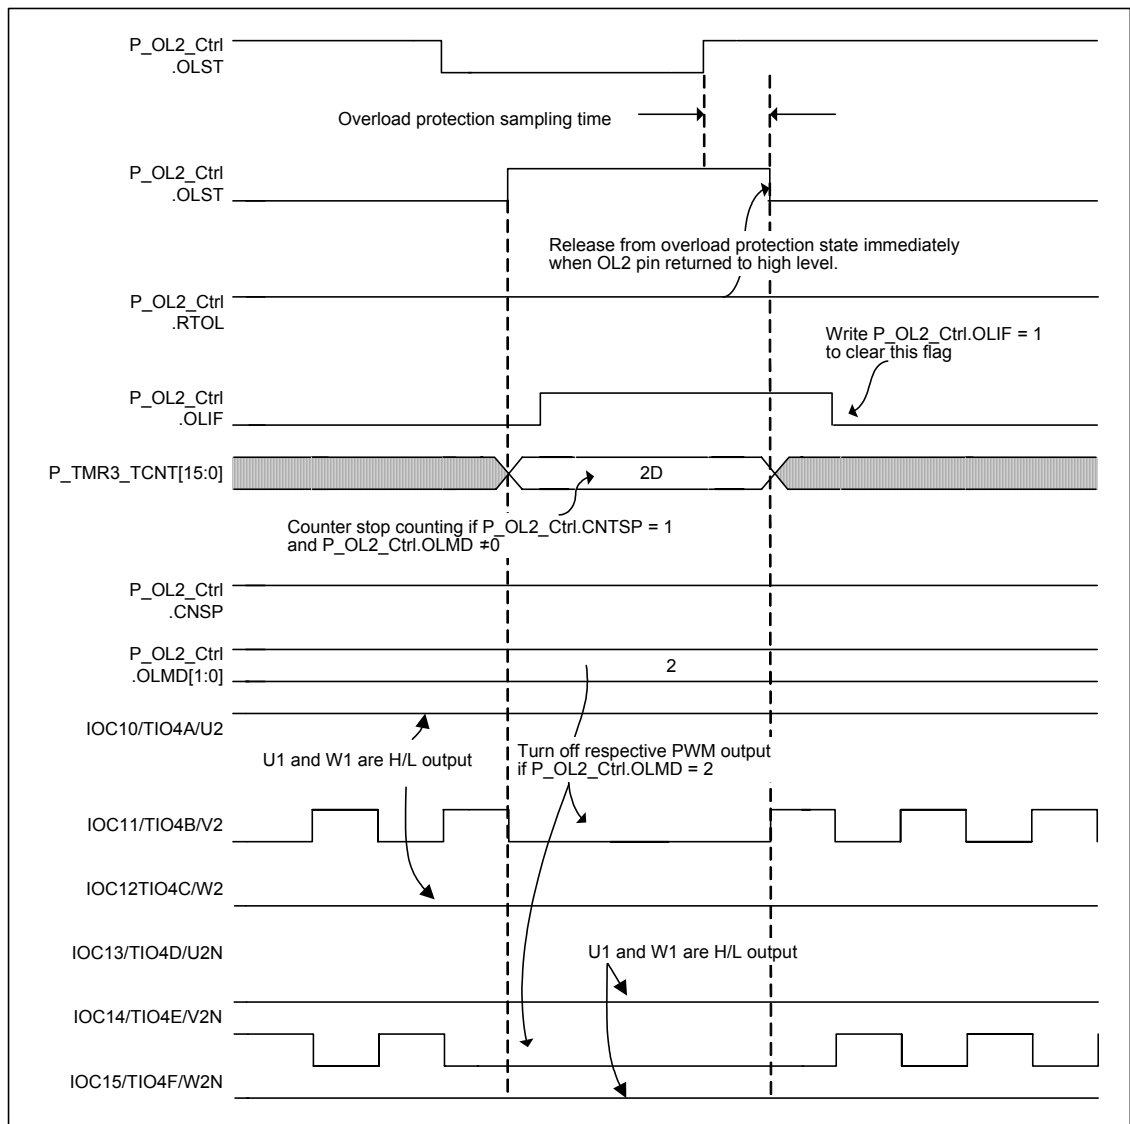 P_OL2_Ctrl
.OLST
Overload protection sampling time
P_OL2_Ctrl
.OLST
Release from overload protection state immediately
when OL2 pin returned to high level.
P_OL2_Ctrl
.RTOL
Write P_OL2_Ctrl.OLIF = 1
to clear this flag
P_OL2_Ctrl
.OLIF
P_TMR3_TCNT[15:0]
2D
Counter stop counting if P_OL2_Ctrl.CNTSP = 1
and P_OL2_Ctrl.OLMD ≠0
P_OL2_Ctrl
.CNSP
P_OL2_Ctrl
.OLMD[1:0]
2
IOC10/TIO4A/U2
U1 and W1 are H/L output
Turn off respective PWM output
if P_OL2_Ctrl.OLMD = 2
IOC11/TIO4B/V2
IOC12TIO4C/W2
IOC13/TIO4D/U2N
U1 and W1 are H/L output
IOC14/TIO4E/V2N
IOC15/TIO4F/W2N